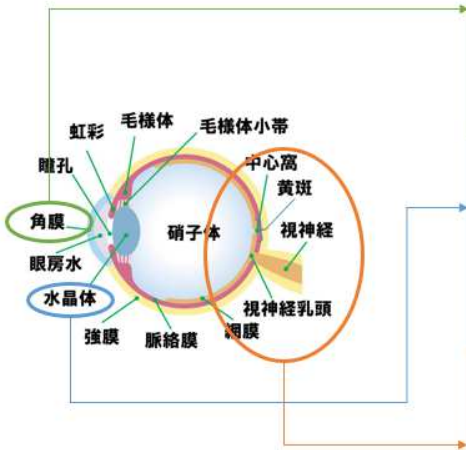 毛様体
虹彩
毛様体小帯
瞳孔
中心窩
黄斑
角膜
硝子体
視神経
眼房水
水晶体
視神経乳頭
強膜
脈絡膜
網膜